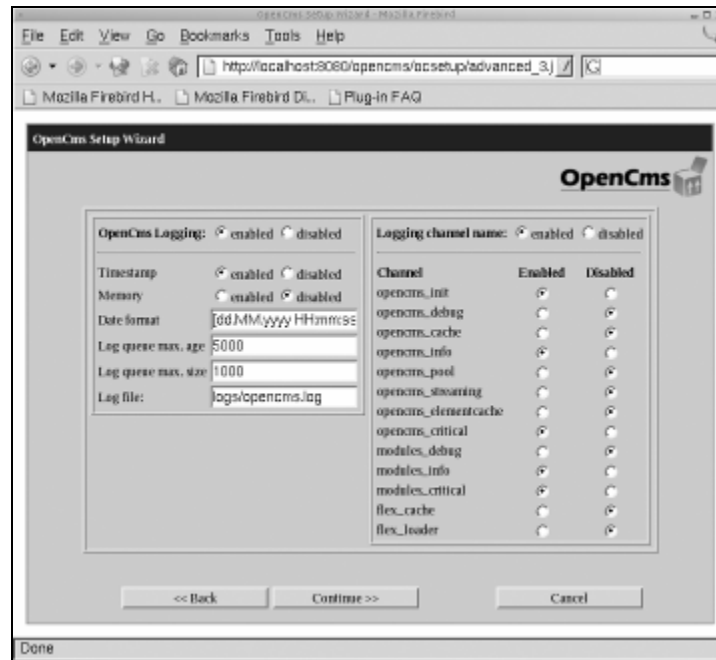 OpenCms Setup Wizard - Mozilla Firebird
File Edit View Go Bookmarks Tools Help
http://localhost:8080/opencms/ocsetup/advanced_3.j
Mozilla Firebird H.. Mozilla Firebird Di.. Plug-in FAQ
OpenCms Setup Wizard
OpenCms
OpenCms Logging: enabled disabled
Timestamp enabled disabled
Memory enabled disabled
Date format [dd.MM.yyyy HH:mm:ss
Log queue max. age 5000
Log queue max. size 1000
Log file: logs/opencms.log
Logging channel name: enabled disabled
Channel Enabled Disabled
opencms_init
opencms_debug
opencms_cache
opencms_info
opencms_pool
opencms_streaming
opencms_elementcache
opencms_critical
modules_debug
modules_info
modules_critical
flex_cache
flex_loader
<< Back Continue >> Cancel
Done